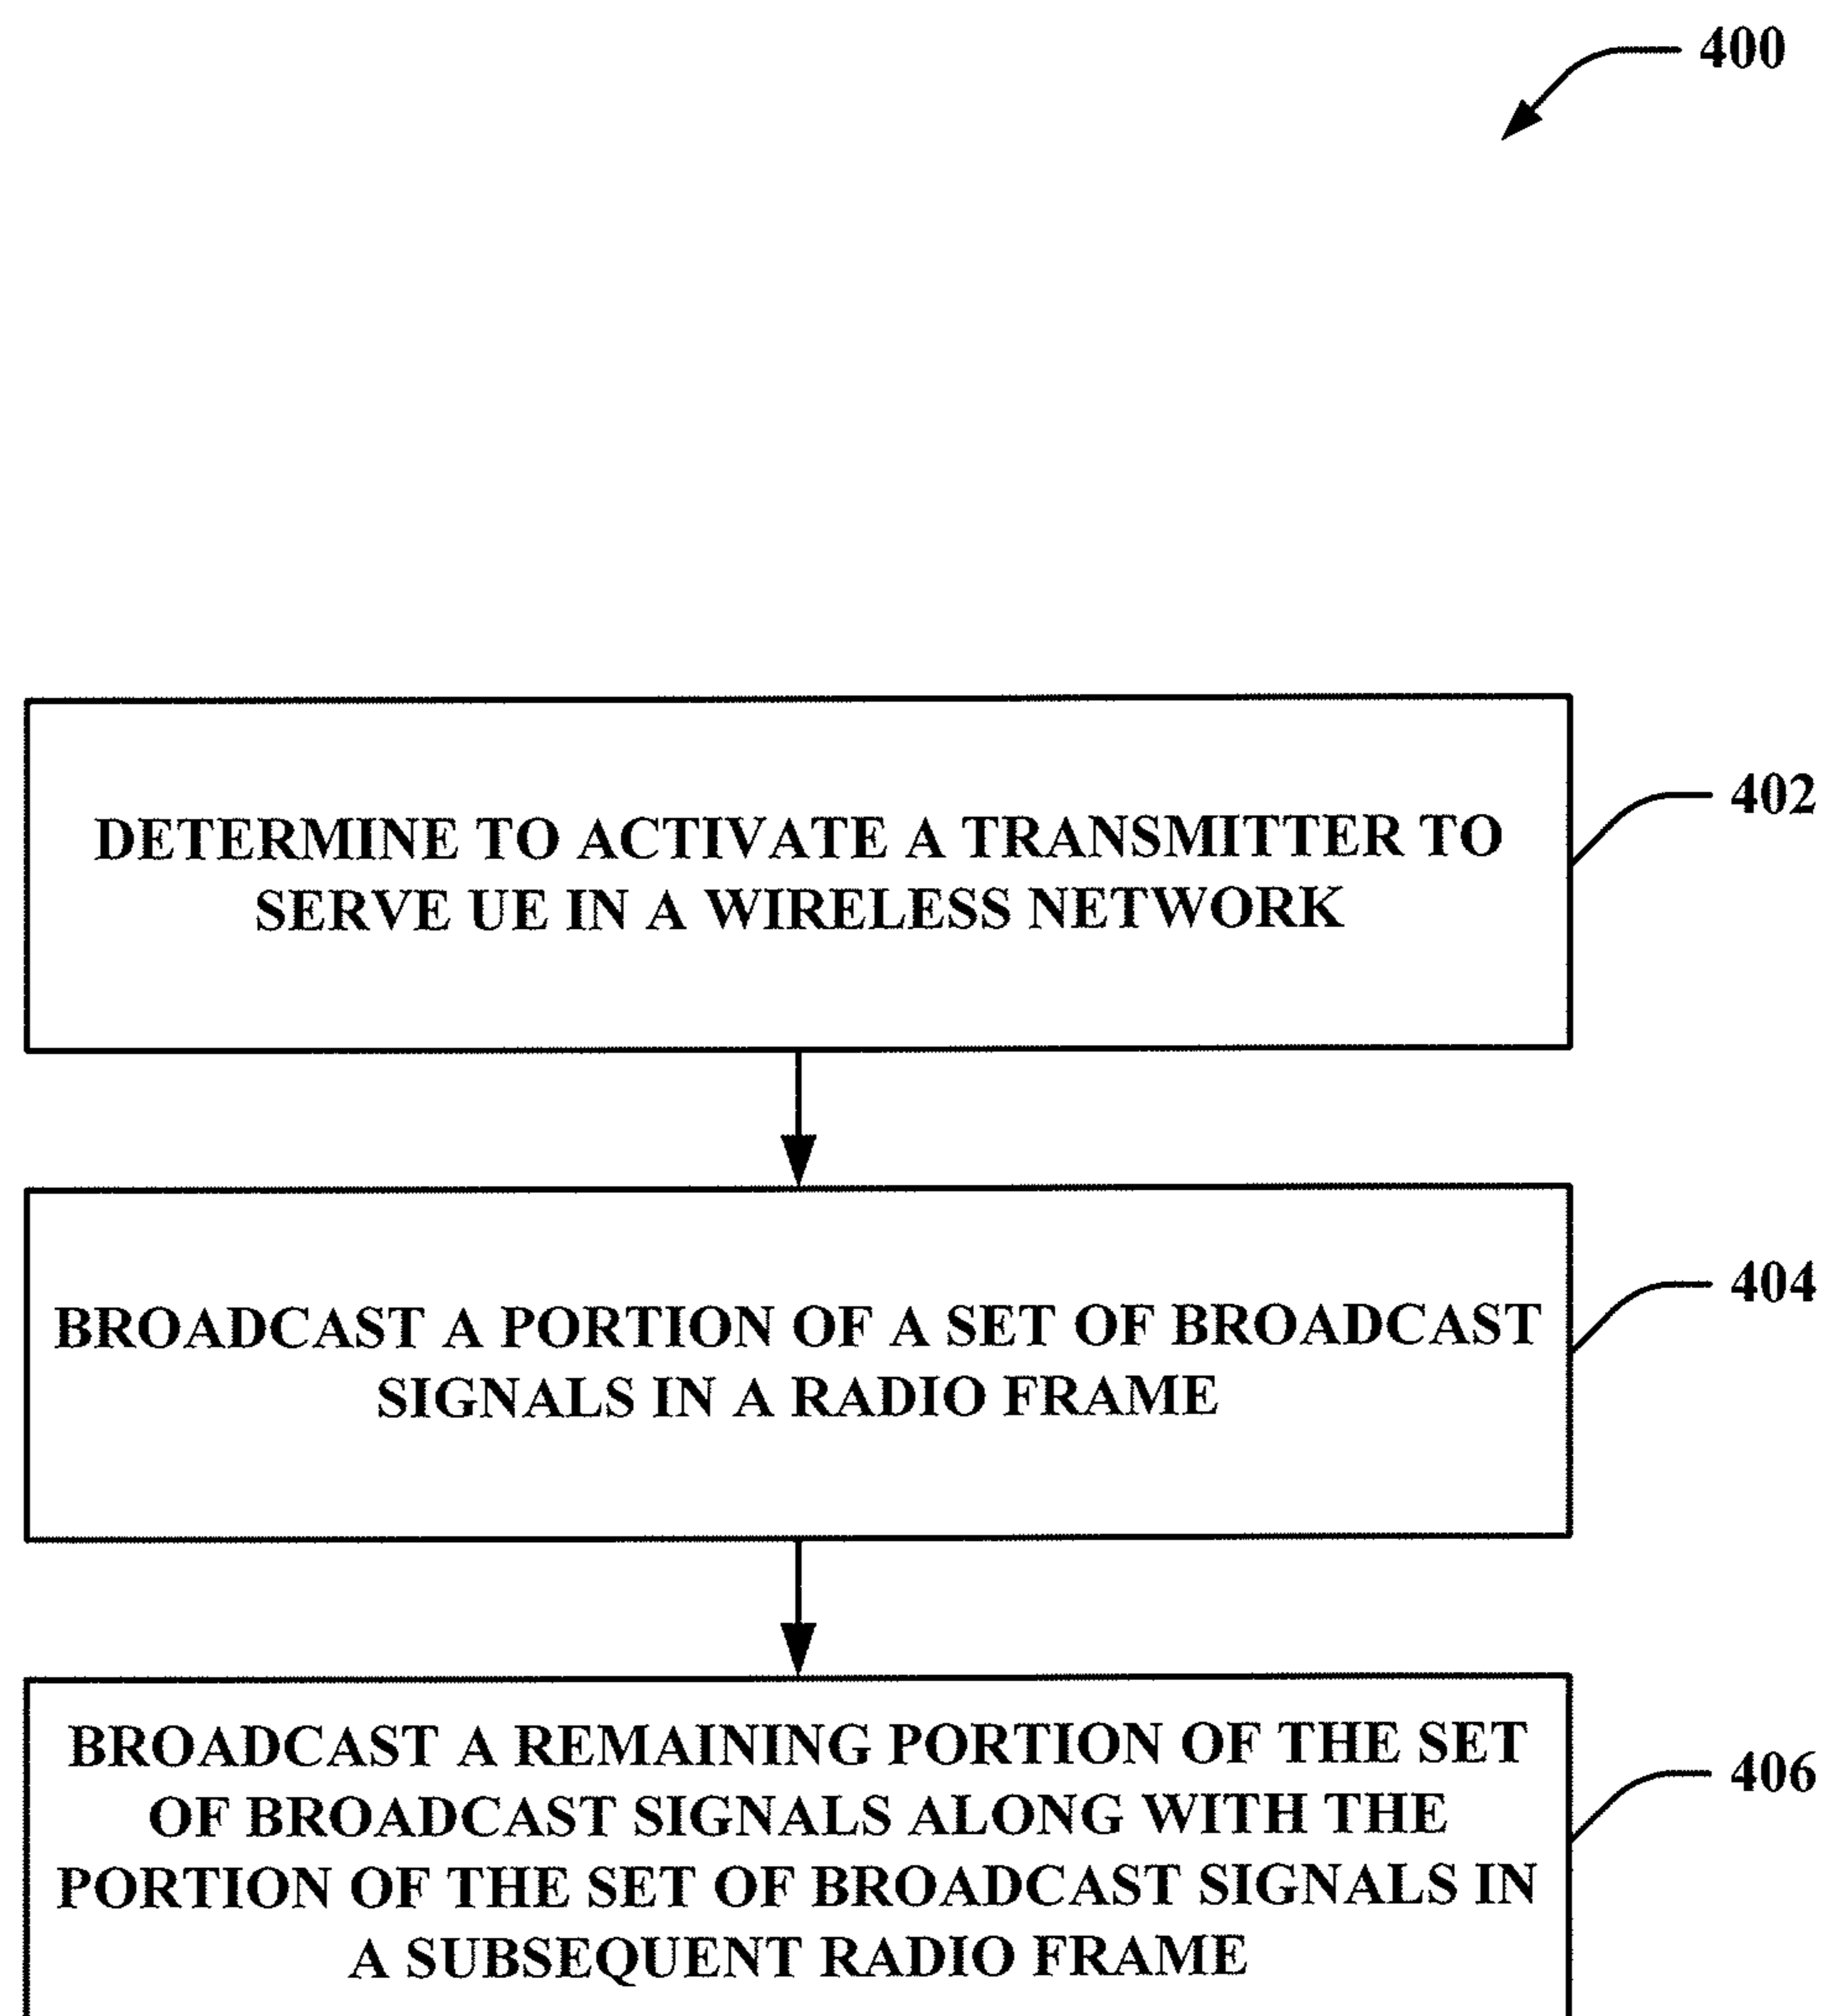 400
DETERMINE TO ACTIVATE A TRANSMITTER TO
SERVE UE IN A WIRELESS NETWORK
402
BROADCAST A PORTION OF A SET OF BROADCAST
SIGNALS IN A RADIO FRAME
404
BROADCAST A REMAINING PORTION OF THE SET
OF BROADCAST SIGNALS ALONG WITH THE
PORTION OF THE SET OF BROADCAST SIGNALS IN
A SUBSEQUENT RADIO FRAME
406